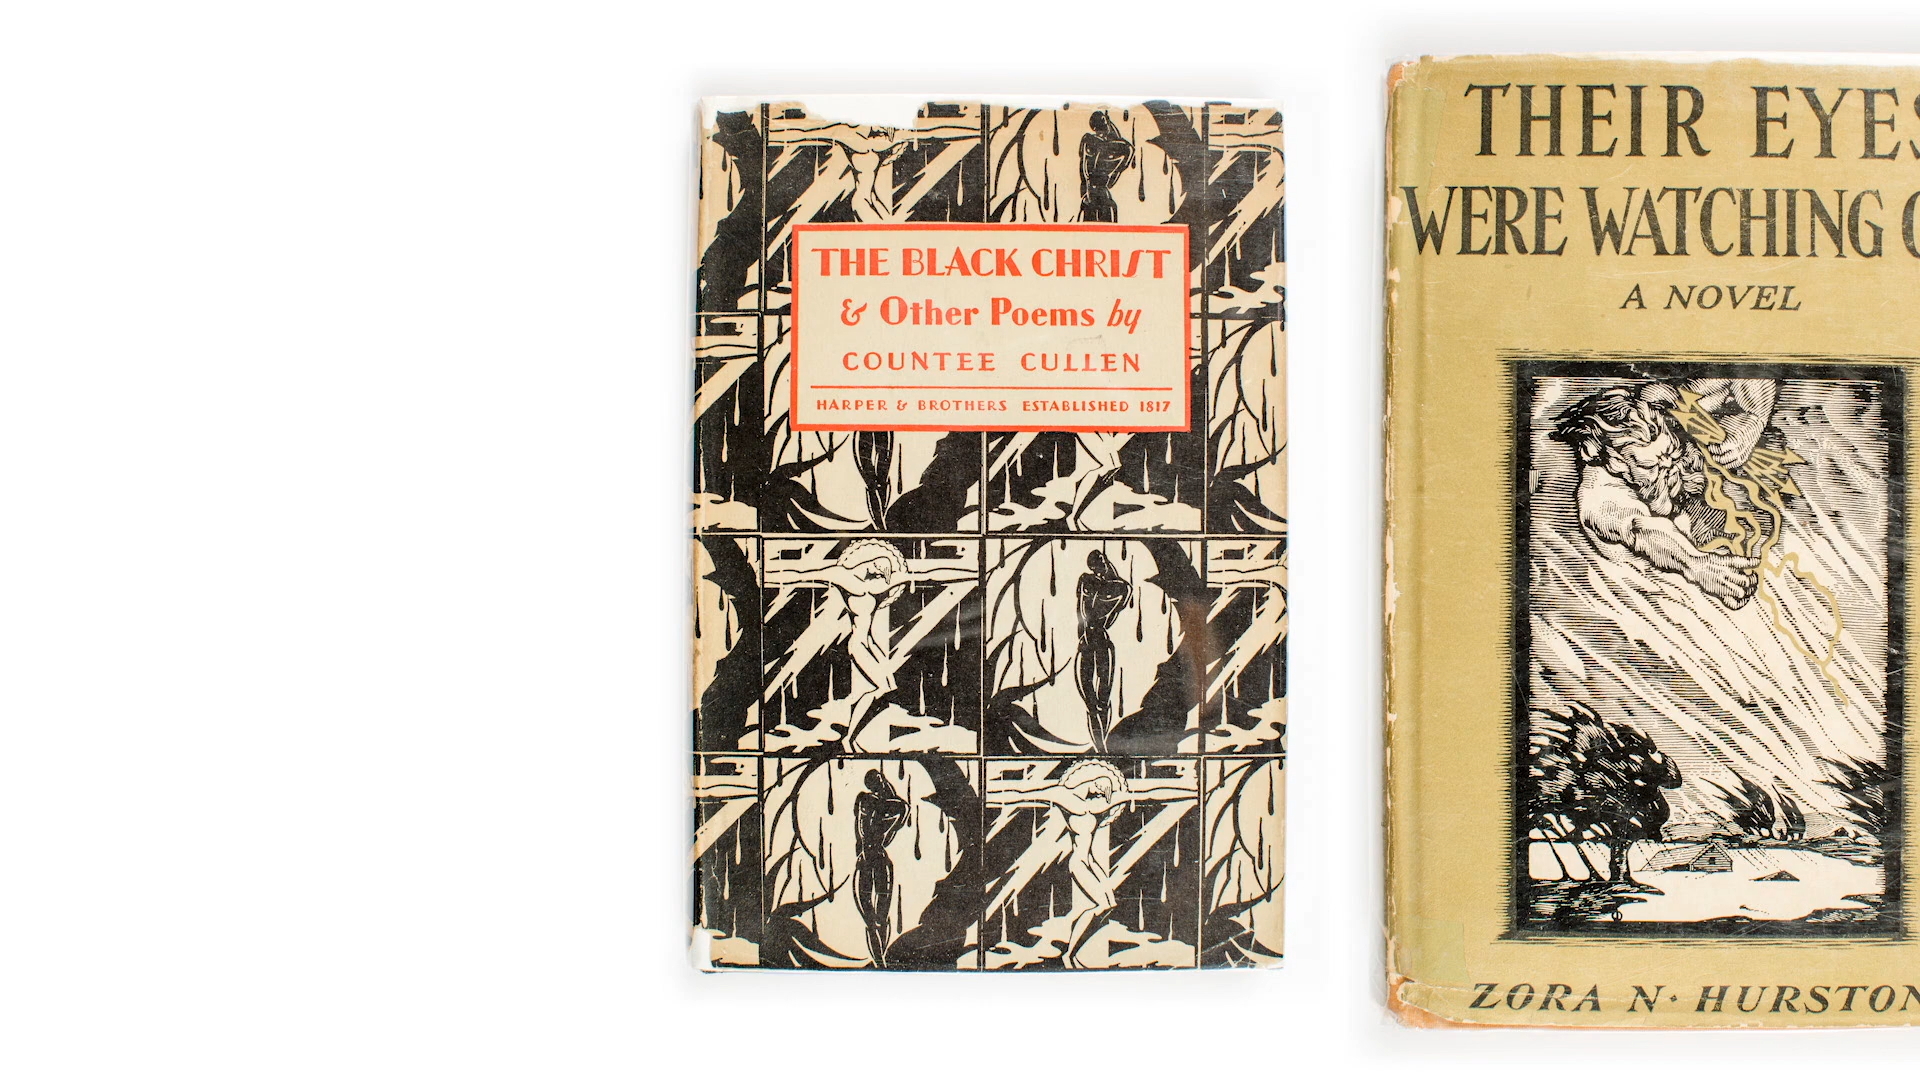 THE BLACK CHRIST
& Other Poems by
COUNTEE CULLEN
HARPER & BROTHERS ESTABLISHED 1817
THEIR EYES
WERE WATCHING
A NOVEL
ZORA N. HURSTON